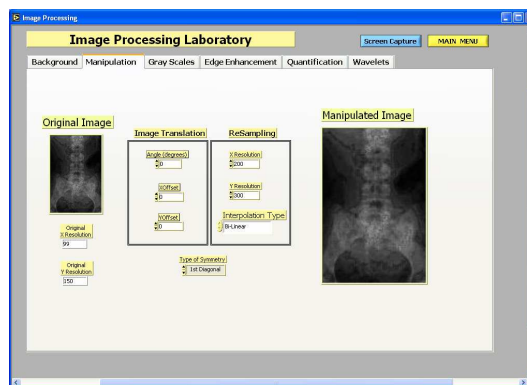 Image Processing
Image Processing Laboratory
Screen Capture
MAIN MENU
Background
Manipulation
Gray Scales
Edge Enhancement
Quantification
Wavelets
Original Image
Original
X Resolution
99
Original
Y Resolution
150
Image Translation
Angle (degrees)
0
XOffset
0
YOffset
0
ReSampling
X Resolution
200
Y Resolution
300
Interpolation Type
Bi-Linear
Type of Symmetry
1st Diagonal
Manipulated Image